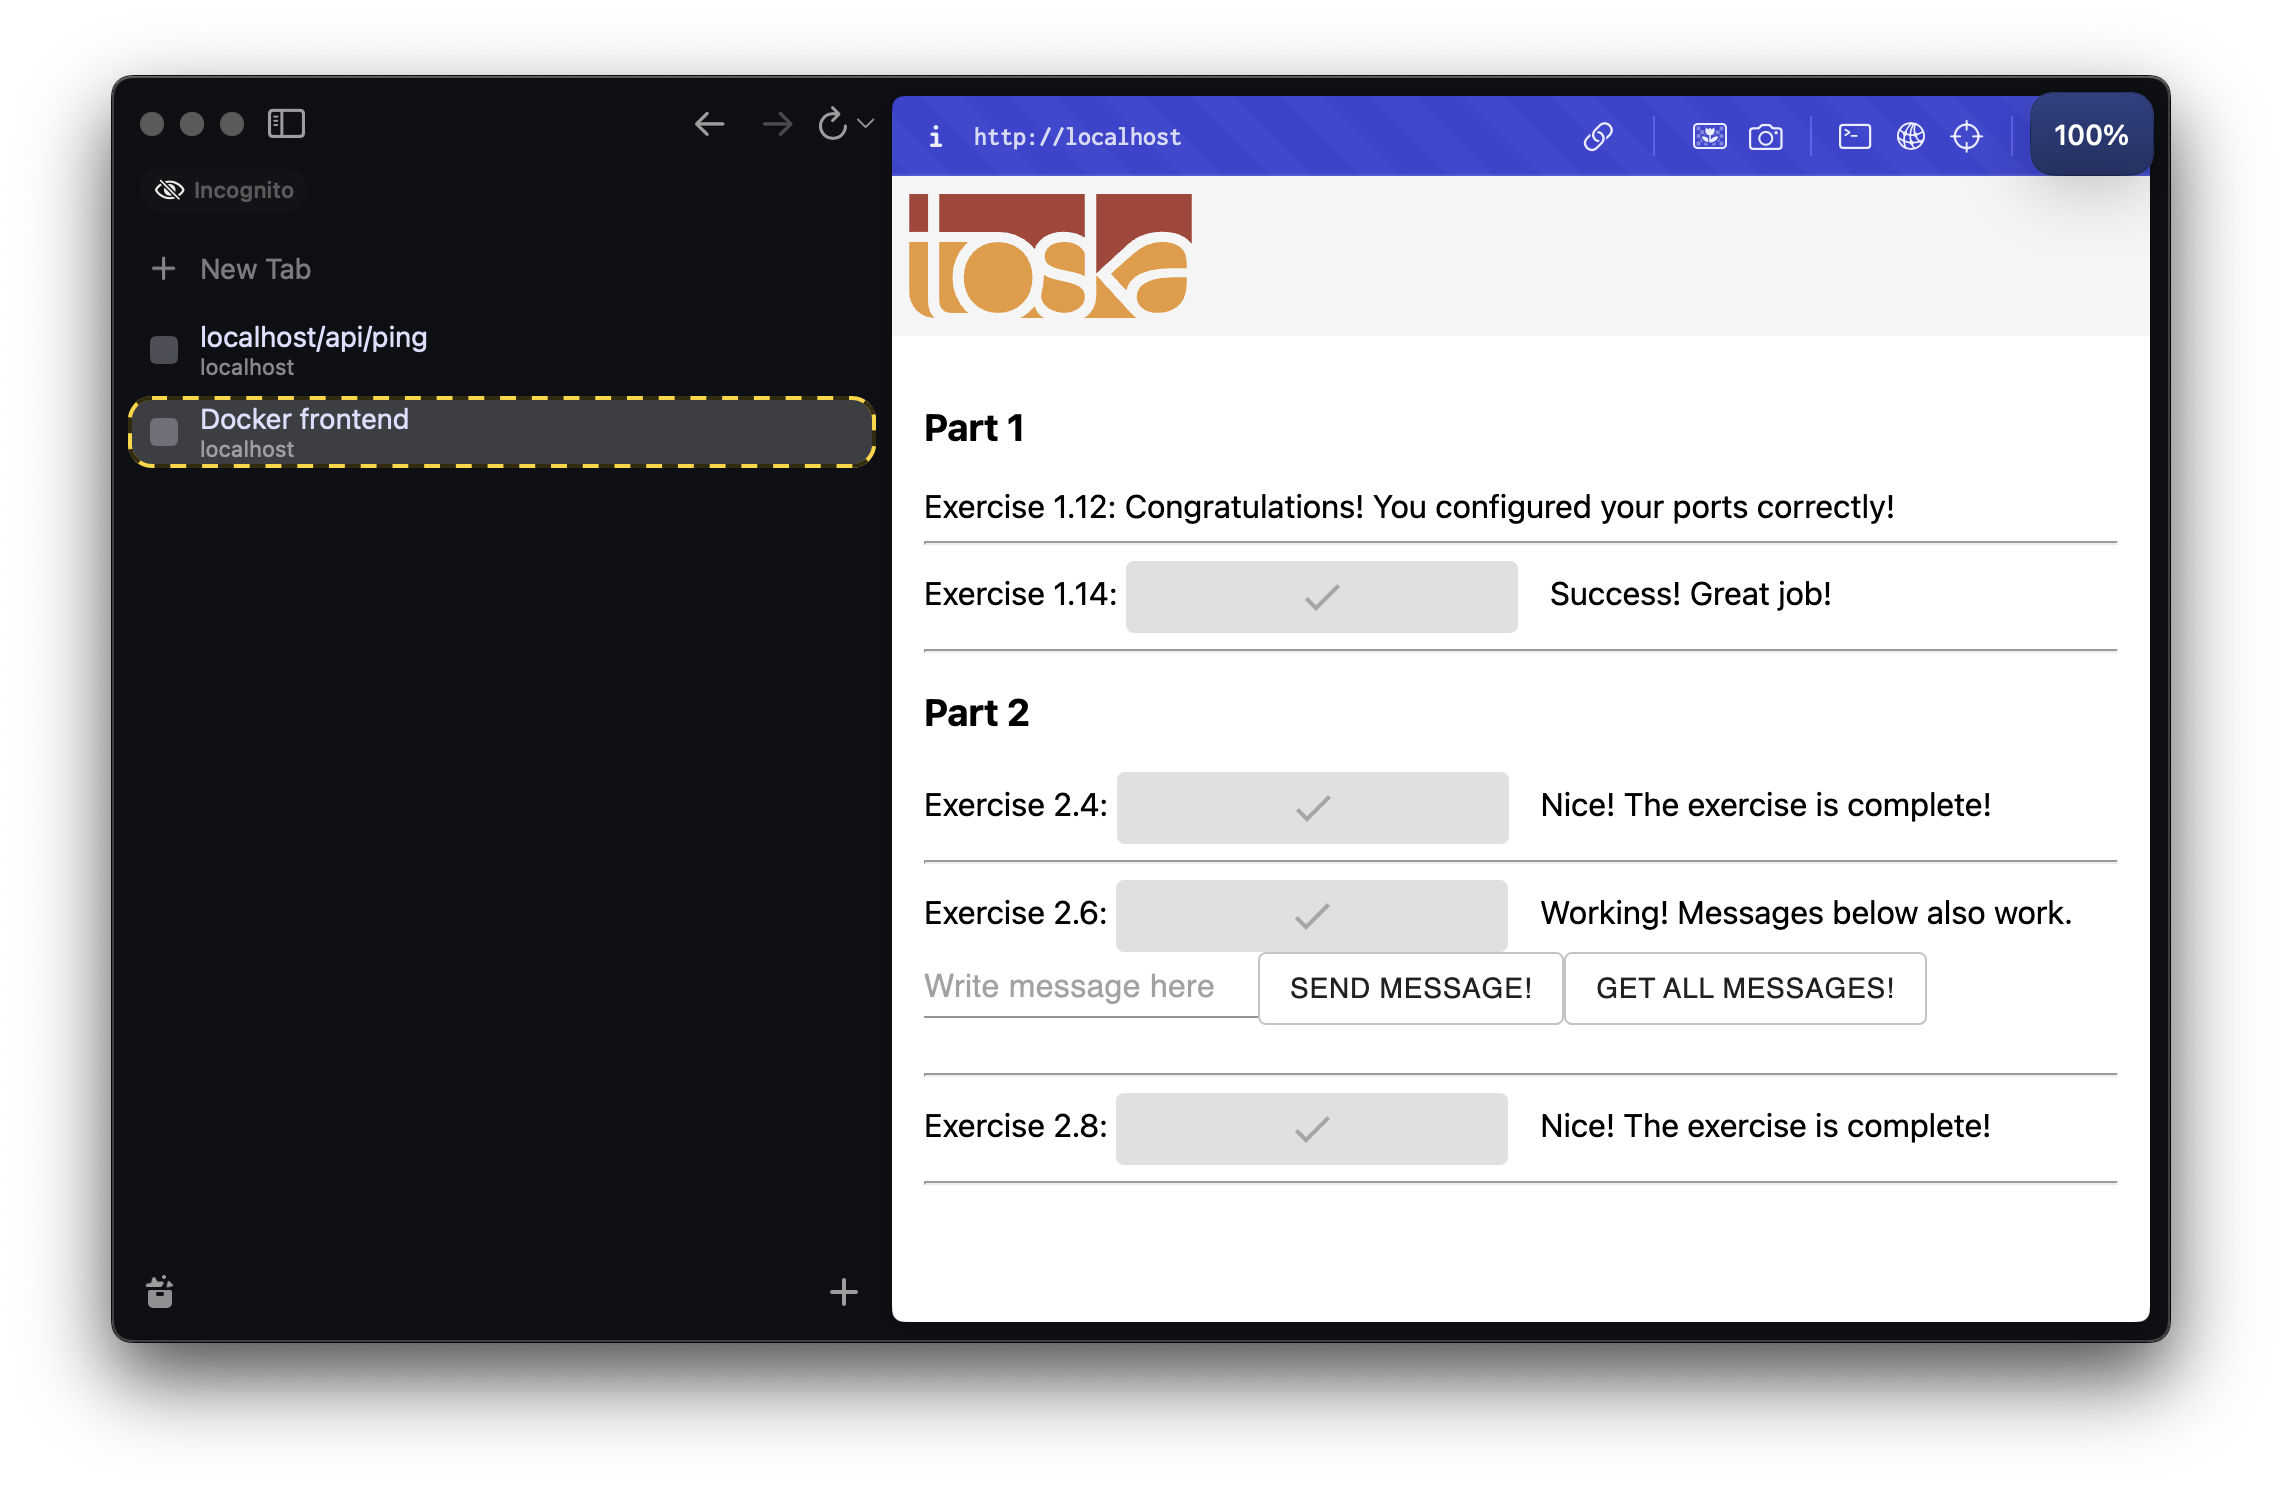 http://localhost
100%
Incognito
New Tab
localhost/api/ping
localhost
Docker frontend
localhost
toska
Part 1
Exercise 1.12: Congratulations! You configured your ports correctly!
Exercise 1.14: Success! Great job!
Part 2
Exercise 2.4: Nice! The exercise is complete!
Exercise 2.6: Working! Messages below also work.
Write message here SEND MESSAGE! GET ALL MESSAGES!
Exercise 2.8: Nice! The exercise is complete!